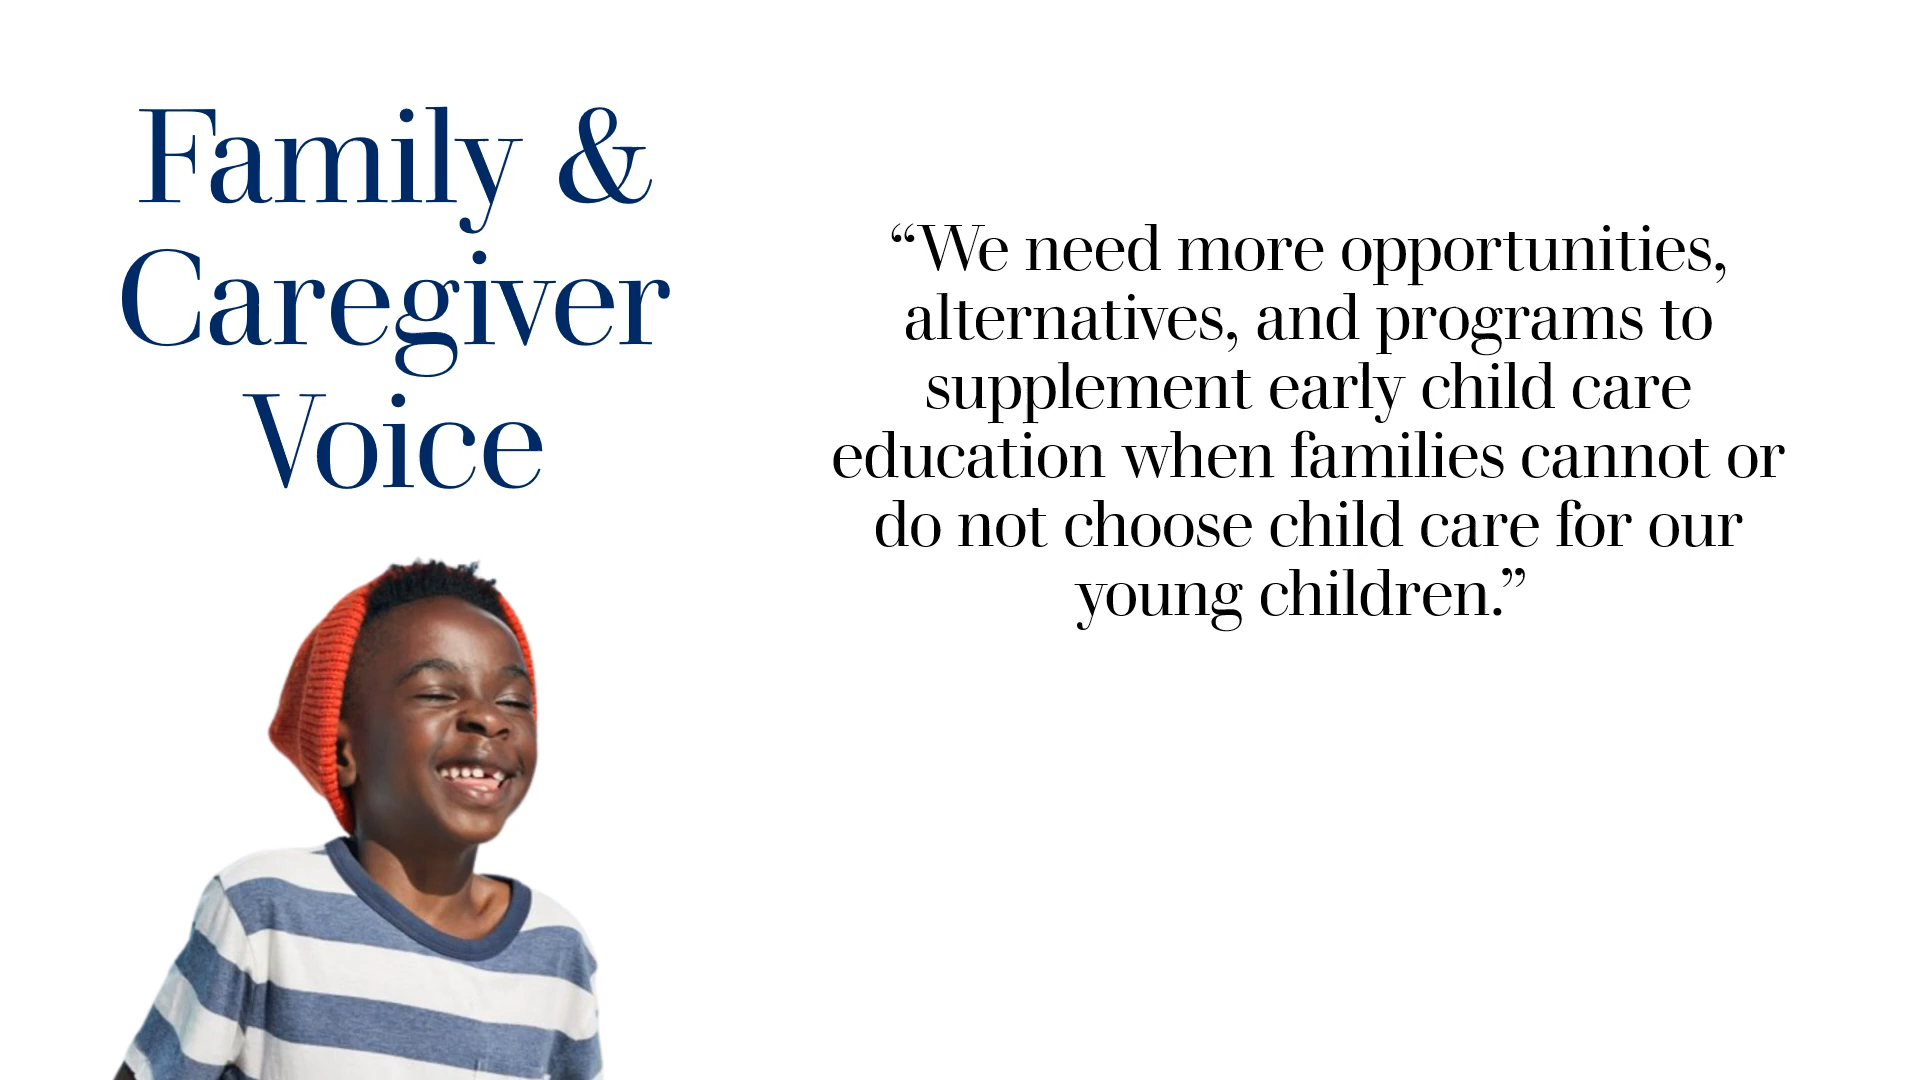 Family &
Caregiver
Voice
“We need more opportunities,
alternatives, and programs to
supplement early child care
education when families cannot or
do not choose child care for our
young children.”